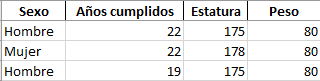 Sexo Años cumplidos Estatura Peso
Hombre 22 175 80
Mujer 22 178 80
Hombre 19 175 80